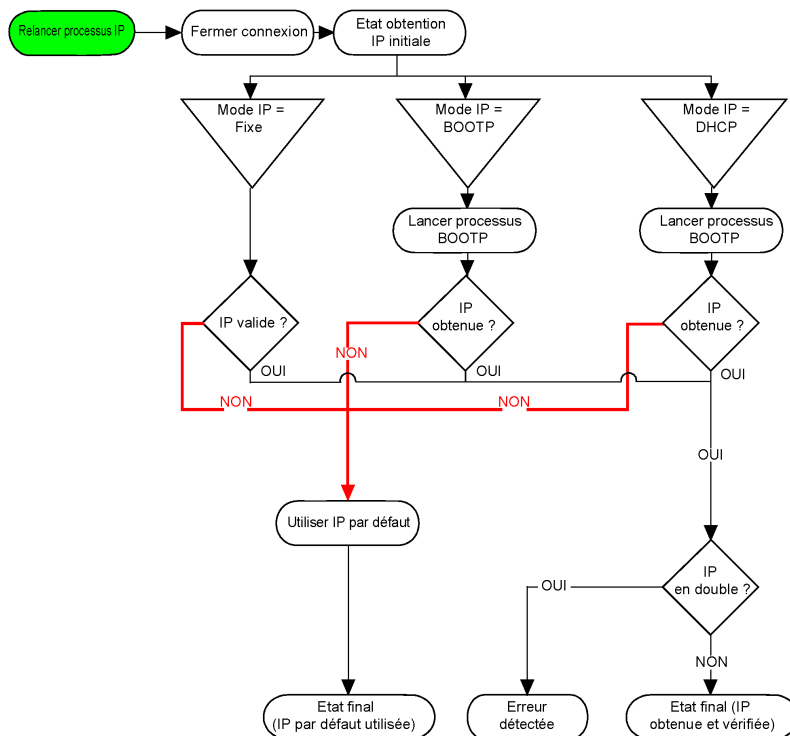 Relancer processus IP
Fermer connexion
Etat obtention
IP initiale
Mode IP =
Fixe
Mode IP =
BOOTP
Mode IP =
DHCP
Lancer processus
BOOTP
Lancer processus
BOOTP
IP valide ?
IP
obtenue ?
IP
obtenue ?
NON
OUI
OUI
OUI
NON
NON
OUI
Utiliser IP par défaut
IP
en double ?
OUI
NON
Etat final
(IP par défaut utilisée)
Erreur
détectée
Etat final (IP
obtenue et vérifiée)